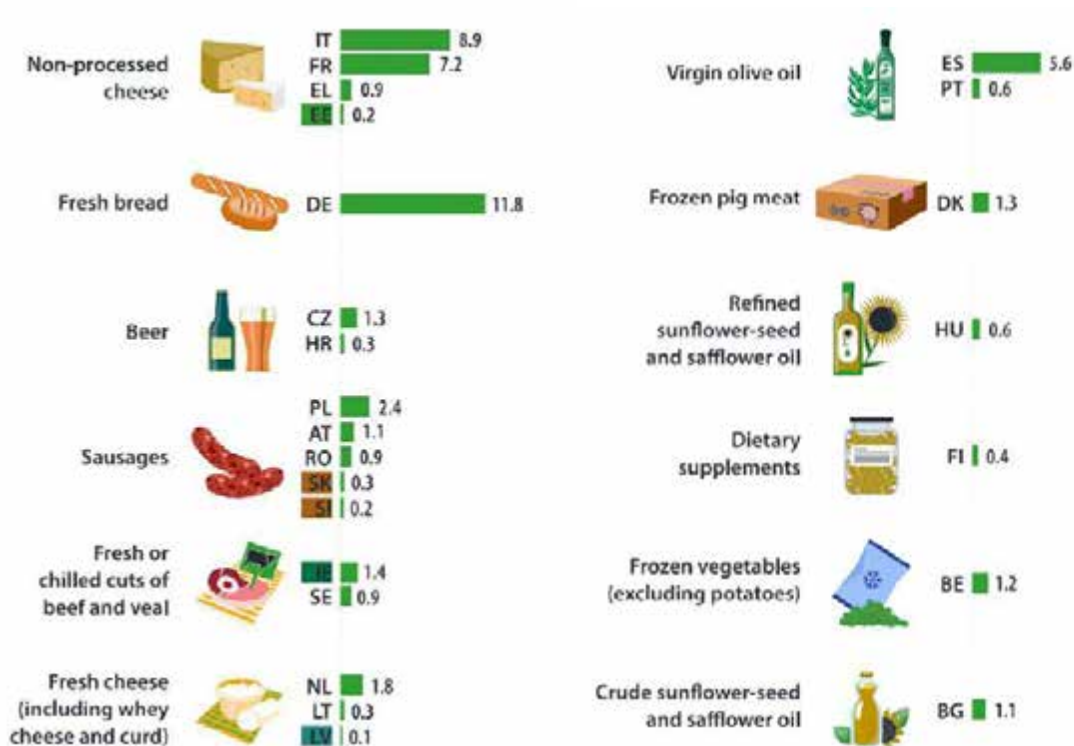 Non-processed
cheese
IT 8.9
FR 7.2
EL 0.9
EE 0.2
Fresh bread
DE 11.8
Beer
CZ 1.3
HR 0.3
Sausages
PL 2.4
AT 1.1
RO 0.9
SK 0.3
SI 0.2
Fresh or
chilled cuts of
beef and veal
IE 1.4
SE 0.9
Fresh cheese
(including whey
cheese and curd)
NL 1.8
LT 0.3
LV 0.1
Virgin olive oil
ES 5.6
PT 0.6
Frozen pig meat
DK 1.3
Refined
sunflower-seed
and safflower oil
HU 0.6
Dietary
supplements
FI 0.4
Frozen vegetables
(excluding potatoes)
BE 1.2
Crude sunflower-seed
and safflower oil
BG 1.1